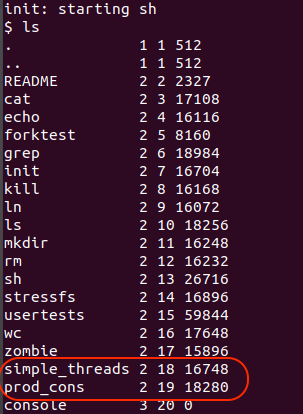 init: starting sh
$ ls
. 1 1 512
.. 1 1 512
README 2 2 2327
cat 2 3 17108
echo 2 4 16116
forktest 2 5 8160
grep 2 6 18984
init 2 7 16704
kill 2 8 16168
ln 2 9 16072
ls 2 10 18256
mkdir 2 11 16248
rm 2 12 16232
sh 2 13 26716
stressfs 2 14 16896
usertests 2 15 59844
wc 2 16 17648
zombie 2 17 15896
simple_threads 2 18 16748
prod_cons 2 19 18280
console 3 20 0